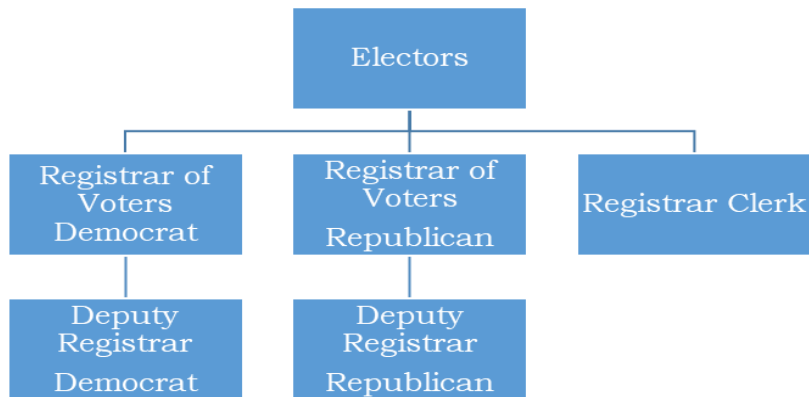 Electors
Registrar of
Voters
Democrat
Registrar of
Voters
Republican
Registrar Clerk
Deputy
Registrar
Democrat
Deputy
Registrar
Republican